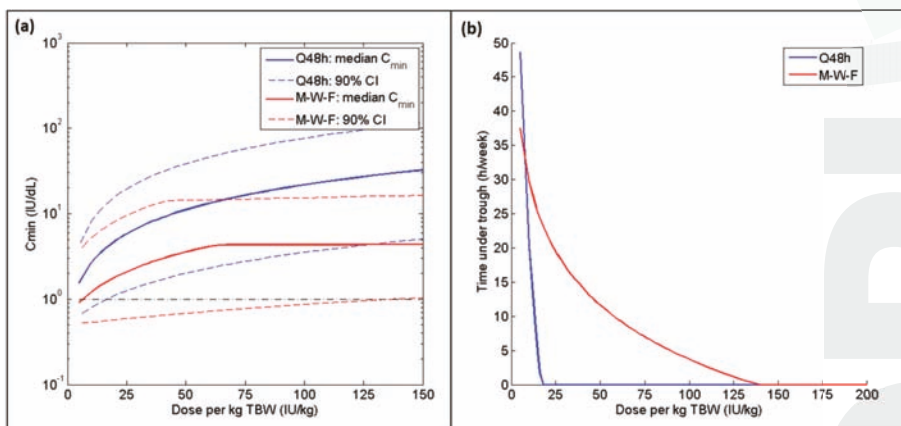 (a)
10³
10²
10¹
10⁰
10⁻¹
Cmin (IU/dL)
Q48h: median C_min
Q48h: 90% CI
M-W-F: median C_min
M-W-F: 90% CI
0 25 50 75 100 125 150
Dose per kg TBW (IU/kg)
(b)
50
45
40
35
30
25
20
15
10
5
0
Time under trough (h/week)
Q48h
M-W-F
0 25 50 75 100 125 150 175 200
Dose per kg TBW (IU/kg)